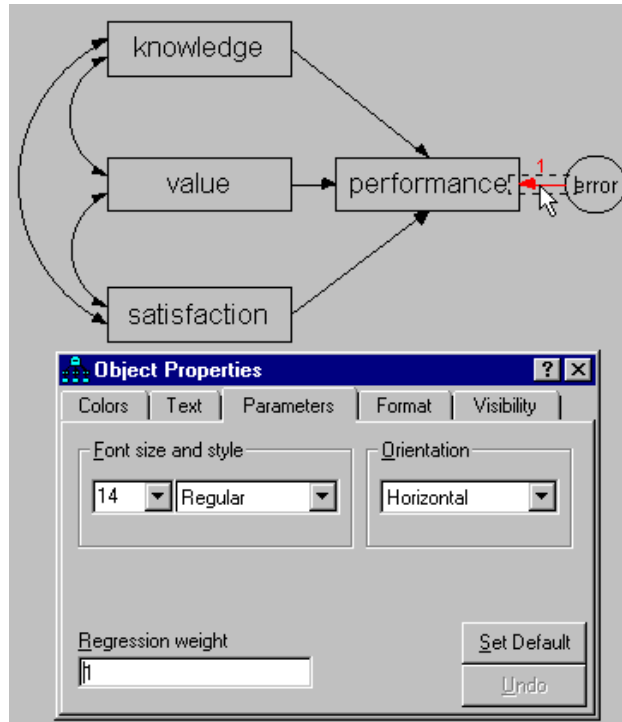 knowledge
value
performance
1
error
satisfaction
Object Properties
? X
Colors Text Parameters Format Visibility
Font size and style
Orientation
14 Regular Horizontal
Regression weight
1
Set Default
Undo